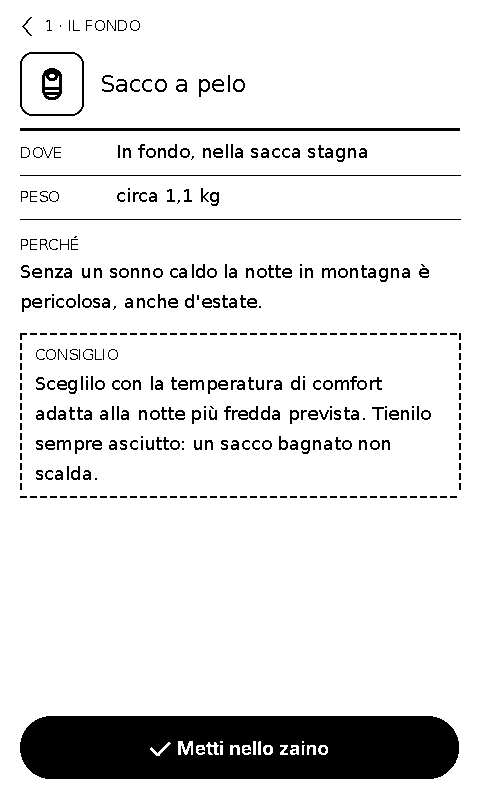 1 · IL FONDO
Sacco a pelo
DOVE In fondo, nella sacca stagna
PESO circa 1,1 kg
PERCHÉ
Senza un sonno caldo la notte in montagna è
pericolosa, anche d'estate.
CONSIGLIO
Sceglilo con la temperatura di comfort
adatta alla notte più fredda prevista. Tienilo
sempre asciutto: un sacco bagnato non
scalda.
Metti nello zaino